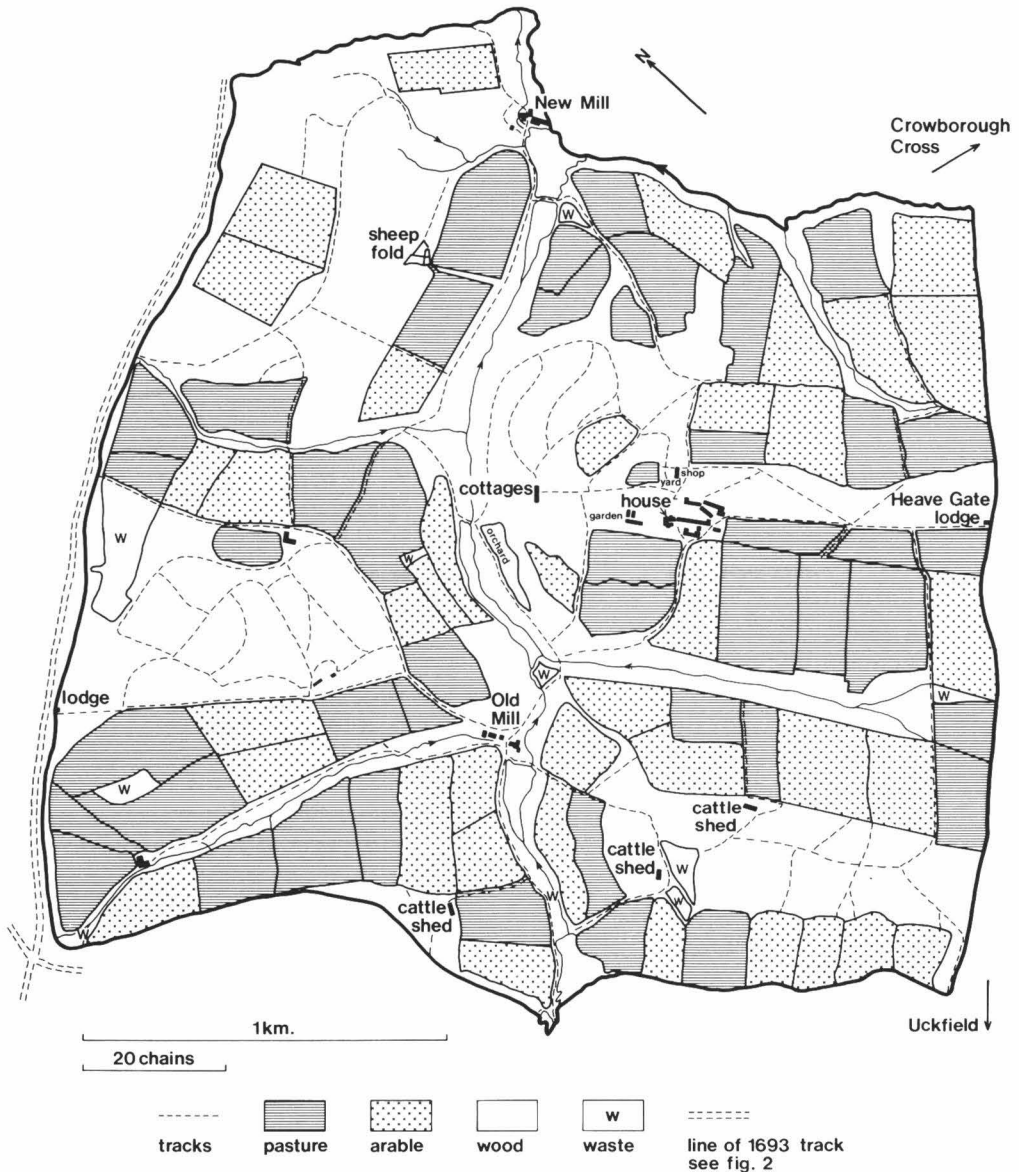 N
New Mill
Crowborough
Cross
W
sheep
fold
cottages
shop
yard
house
garden
Heave Gate
lodge
orchard
W
W
W
W
lodge
Old
Mill
W
cattle
shed
cattle
shed
W
W
cattle
shed
W
W
Uckfield
1km.
20 chains
W
tracks
pasture
arable
wood
waste
line of 1693 track
see fig. 2